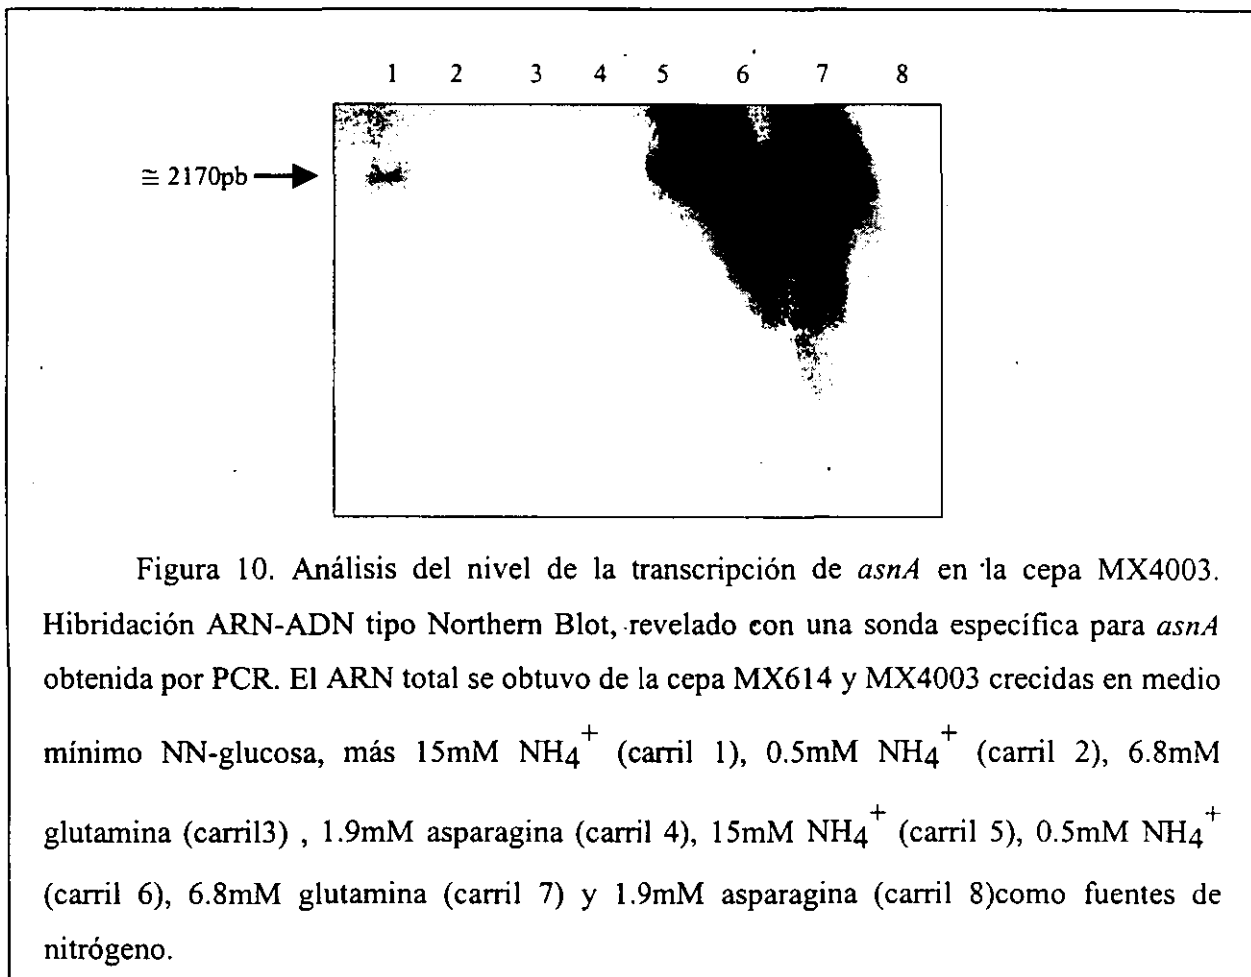 1 2 3 4 5 6 7 8
≅ 2170pb
Figura 10. Análisis del nivel de la transcripción de asnA en la cepa MX4003.
Hibridación ARN-ADN tipo Northern Blot, revelado con una sonda específica para asnA
obtenida por PCR. El ARN total se obtuvo de la cepa MX614 y MX4003 crecidas en medio
mínimo NN-glucosa, más 15mM NH4+ (carril 1), 0.5mM NH4+ (carril 2), 6.8mM
glutamina (carril3) , 1.9mM asparagina (carril 4), 15mM NH4+ (carril 5), 0.5mM NH4+
(carril 6), 6.8mM glutamina (carril 7) y 1.9mM asparagina (carril 8)como fuentes de
nitrógeno.